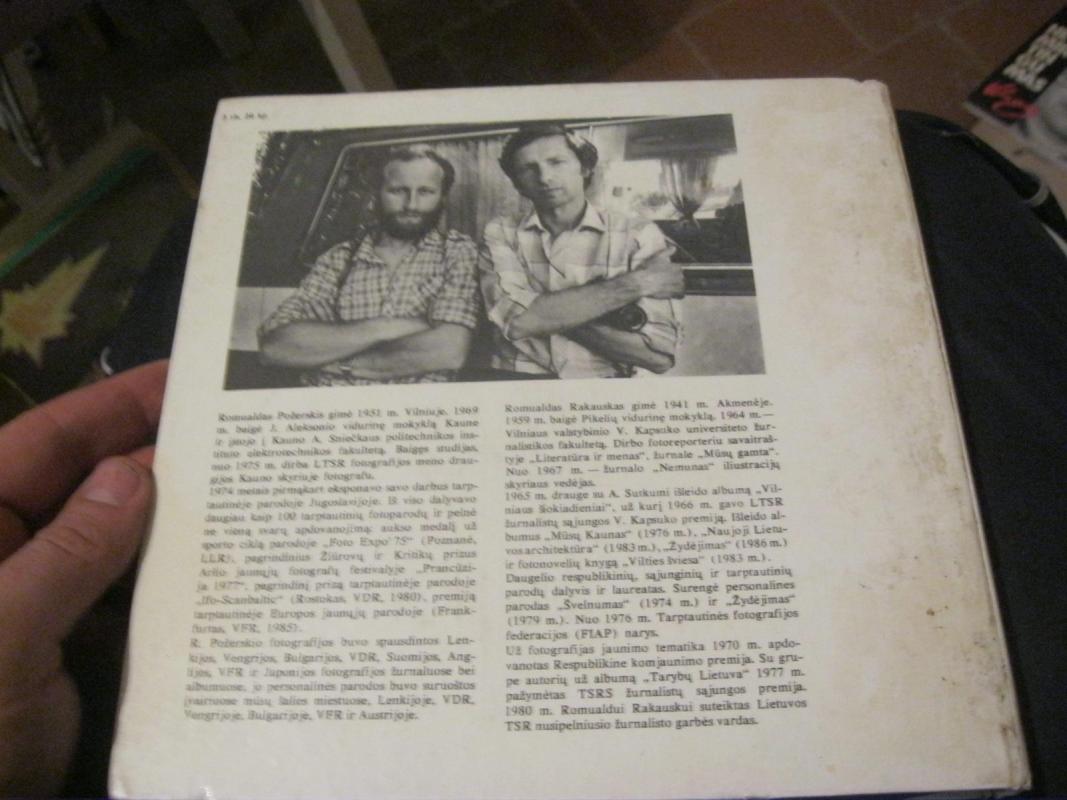 Romualdas Požerskis gimė 1951 m. Vilniuje. 1969
m. baigė J. Aleksonio vidurinę mokyklą Kaune
ir įstojo į Kauno A. Sniečkaus politechnikos ins-
tituto elektrotechnikos fakultetą. Baigęs studijas,
nuo 1975 m. dirba LTSR fotografijos meno drau-
gijos Kauno skyriuje fotografu.
1974 metais pirmąkart eksponavo savo darbus tarp-
tautinėje parodoje Jugoslavijoje. Iš viso dalyvavo
daugiau kaip 100 tarptautinių fotoparodų ir pelnė
ne vieną svarų apdovanojimą: aukso medalį už
sporto ciklą parodoje „Foto Expo'75“ (Poznanė,
LLR), pagrindinius Žiūrovų ir Kritikų prizus
Arlio jaunųjų fotografų festivalyje „Prancūzi-
ja 1977“, pagrindinį prizą tarptautinėje parodoje
„Ifo-Scanbaltic“ (Rostokas, VDR, 1980), premiją
tarptautinėje Europos jaunųjų parodoje (Frank-
furtas, VFR, 1985).
R. Požerskio fotografijos buvo spausdintos Len-
kijos, Vengrijos, Bulgarijos, VDR, Suomijos, Ang-
lijos, VFR ir Japonijos fotografijos žurnaluose bei
albumuose, jo personalinės parodos buvo suruoštos
įvairiuose mūsų šalies miestuose, Lenkijoje, VDR,
Vengrijoje, Bulgarijoje, VFR ir Austrijoje.
Romualdas Rakauskas gimė 1941 m. Akmenėje.
1959 m. baigė Pikelių vidurinę mokyklą, 1964 m.—
Vilniaus valstybinio V. Kapsuko universiteto žur-
nalistikos fakultetą. Dirbo fotoreporteriu savaitraš-
tyje „Literatūra ir menas“, žurnale „Mūsų gamta“.
Nuo 1967 m. — žurnalo „Nemunas“ iliustracijų
skyriaus vedėjas.
1965 m. drauge su A. Sutkumi išleido albumą „Vil-
niaus šiokiadieniai“, už kurį 1966 m. gavo LTSR
žurnalistų sąjungos V. Kapsuko premiją. Išleido al-
bumus „Mūsų Kaunas“ (1976 m.), „Naujoji Lietu-
vos architektūra“ (1983 m.), „Žydėjimas“ (1986 m)
ir fotonovelių knygą „Vilties šviesa“ (1983 m.).
Daugelio respublikinių, sąjunginių ir tarptautinių
parodų dalyvis ir laureatas. Surengė personalines
parodas „Švelnumas“ (1974 m.) ir „Žydėjimas“
(1979 m.). Nuo 1976 m. Tarptautinės fotografijos
federacijos (FIAP) narys.
Už fotografijas jaunimo tematika 1970 m. apdo-
vanotas Respublikine komjaunimo premija. Su gru-
pe autorių už albumą „Tarybų Lietuva“ 1977 m.
pažymėtas TSRS žurnalistų sąjungos premija.
1980 m. Romualdui Rakauskui suteiktas Lietuvos
TSR nusipelniusio žurnalisto garbės vardas.